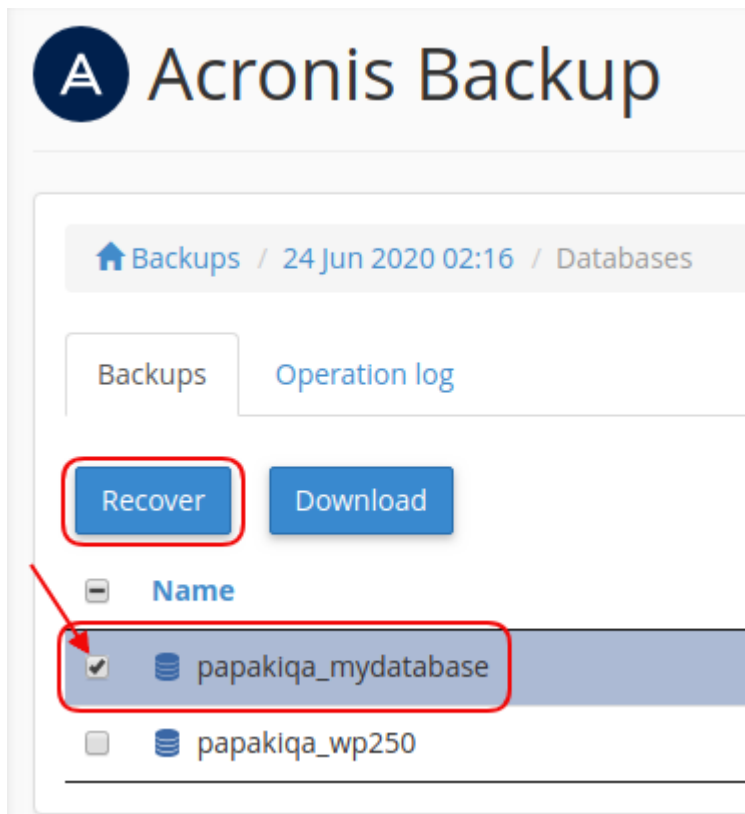 Acronis Backup
Backups / 24 Jun 2020 02:16 / Databases
Backups Operation log
Recover Download
Name
papakiqa_mydatabase
papakiqa_wp250